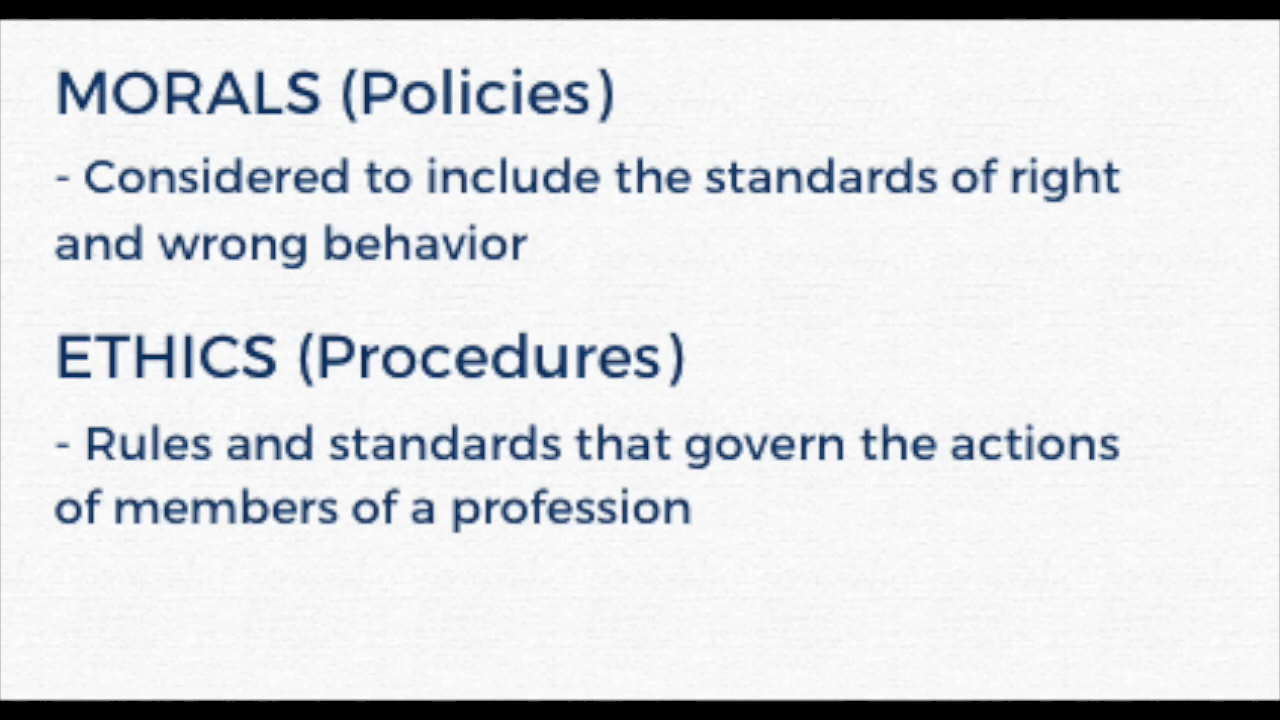 MORALS (Policies)
- Considered to include the standards of right
and wrong behavior
ETHICS (Procedures)
- Rules and standards that govern the actions
of members of a profession